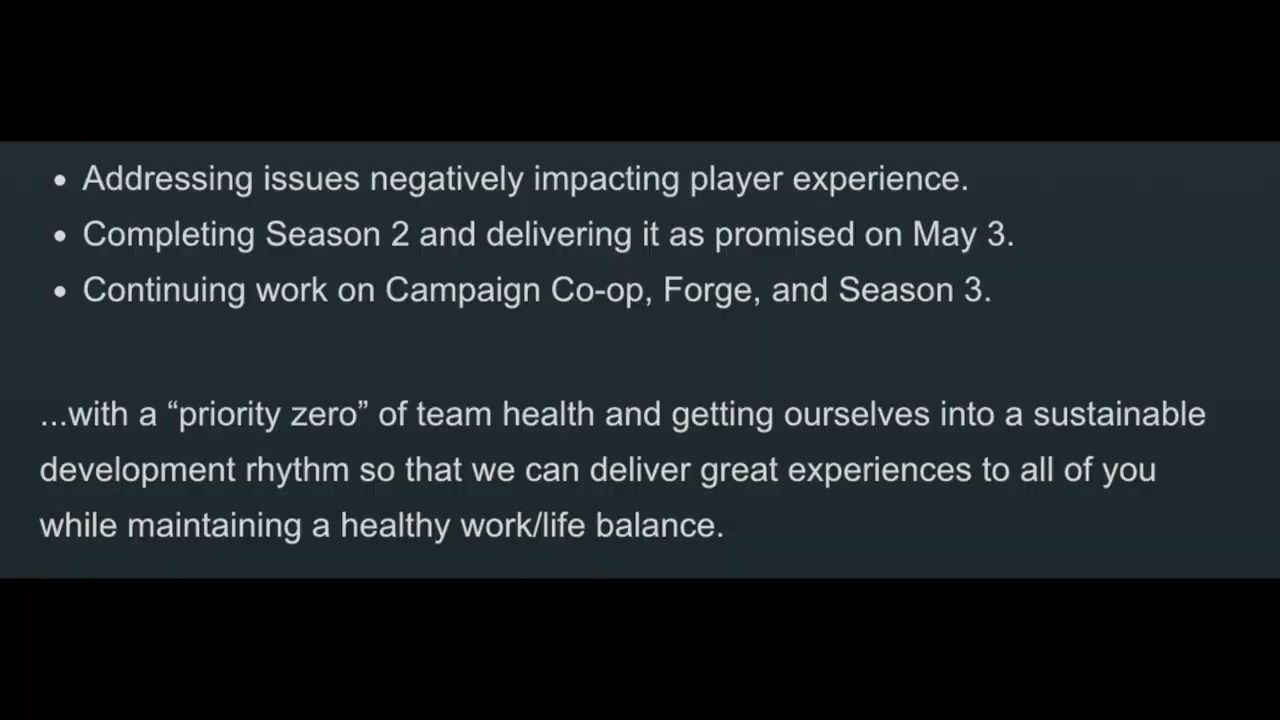 • Addressing issues negatively impacting player experience.
• Completing Season 2 and delivering it as promised on May 3.
• Continuing work on Campaign Co-op, Forge, and Season 3.
...with a “priority zero” of team health and getting ourselves into a sustainable
development rhythm so that we can deliver great experiences to all of you
while maintaining a healthy work/life balance.